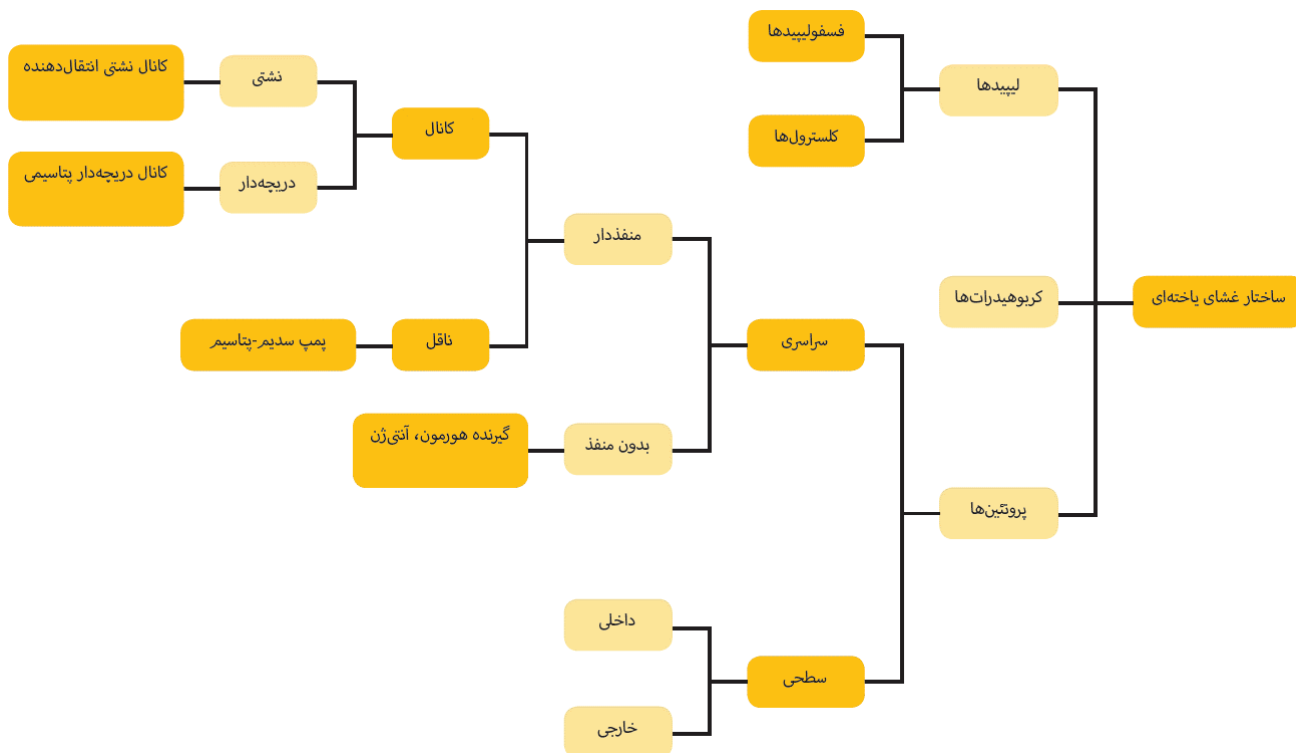 ساختار غشای یاخته‌ای
لیپیدها
فسفولیپیدها
کلسترول‌ها
کربوهیدرات‌ها
پروتئین‌ها
سراسری
منفذدار
کانال
نشتی
کانال نشتی انتقال‌دهنده
دریچه‌دار
کانال دریچه‌دار پتاسیمی
ناقل
پمپ سدیم-پتاسیم
بدون منفذ
گیرنده هورمون، آنتی‌ژن
سطحی
داخلی
خارجی